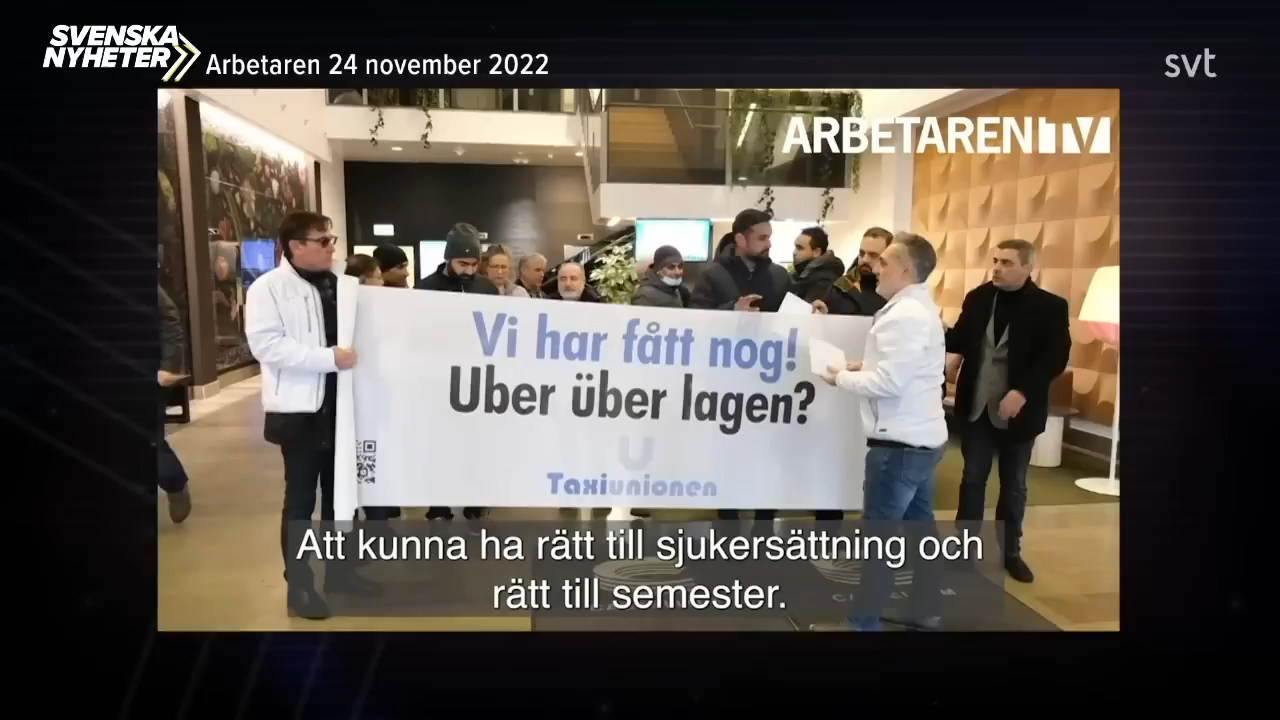 SVENSKA
NYHETER
Arbetaren 24 november 2022
svt
ARBETAREN TV
Vi har fått nog!
Uber über lagen?
U
Taxiunionen
Att kunna ha rätt till sjukersättning och
rätt till semester.